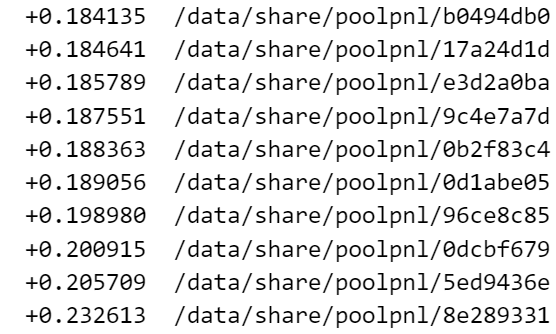 +0.184135 /data/share/poolpnl/b0494db0
+0.184641 /data/share/poolpnl/17a24d1d
+0.185789 /data/share/poolpnl/e3d2a0ba
+0.187551 /data/share/poolpnl/9c4e7a7d
+0.188363 /data/share/poolpnl/0b2f83c4
+0.189056 /data/share/poolpnl/0d1abe05
+0.198980 /data/share/poolpnl/96ce8c85
+0.200915 /data/share/poolpnl/0dcbf679
+0.205709 /data/share/poolpnl/5ed9436e
+0.232613 /data/share/poolpnl/8e289331